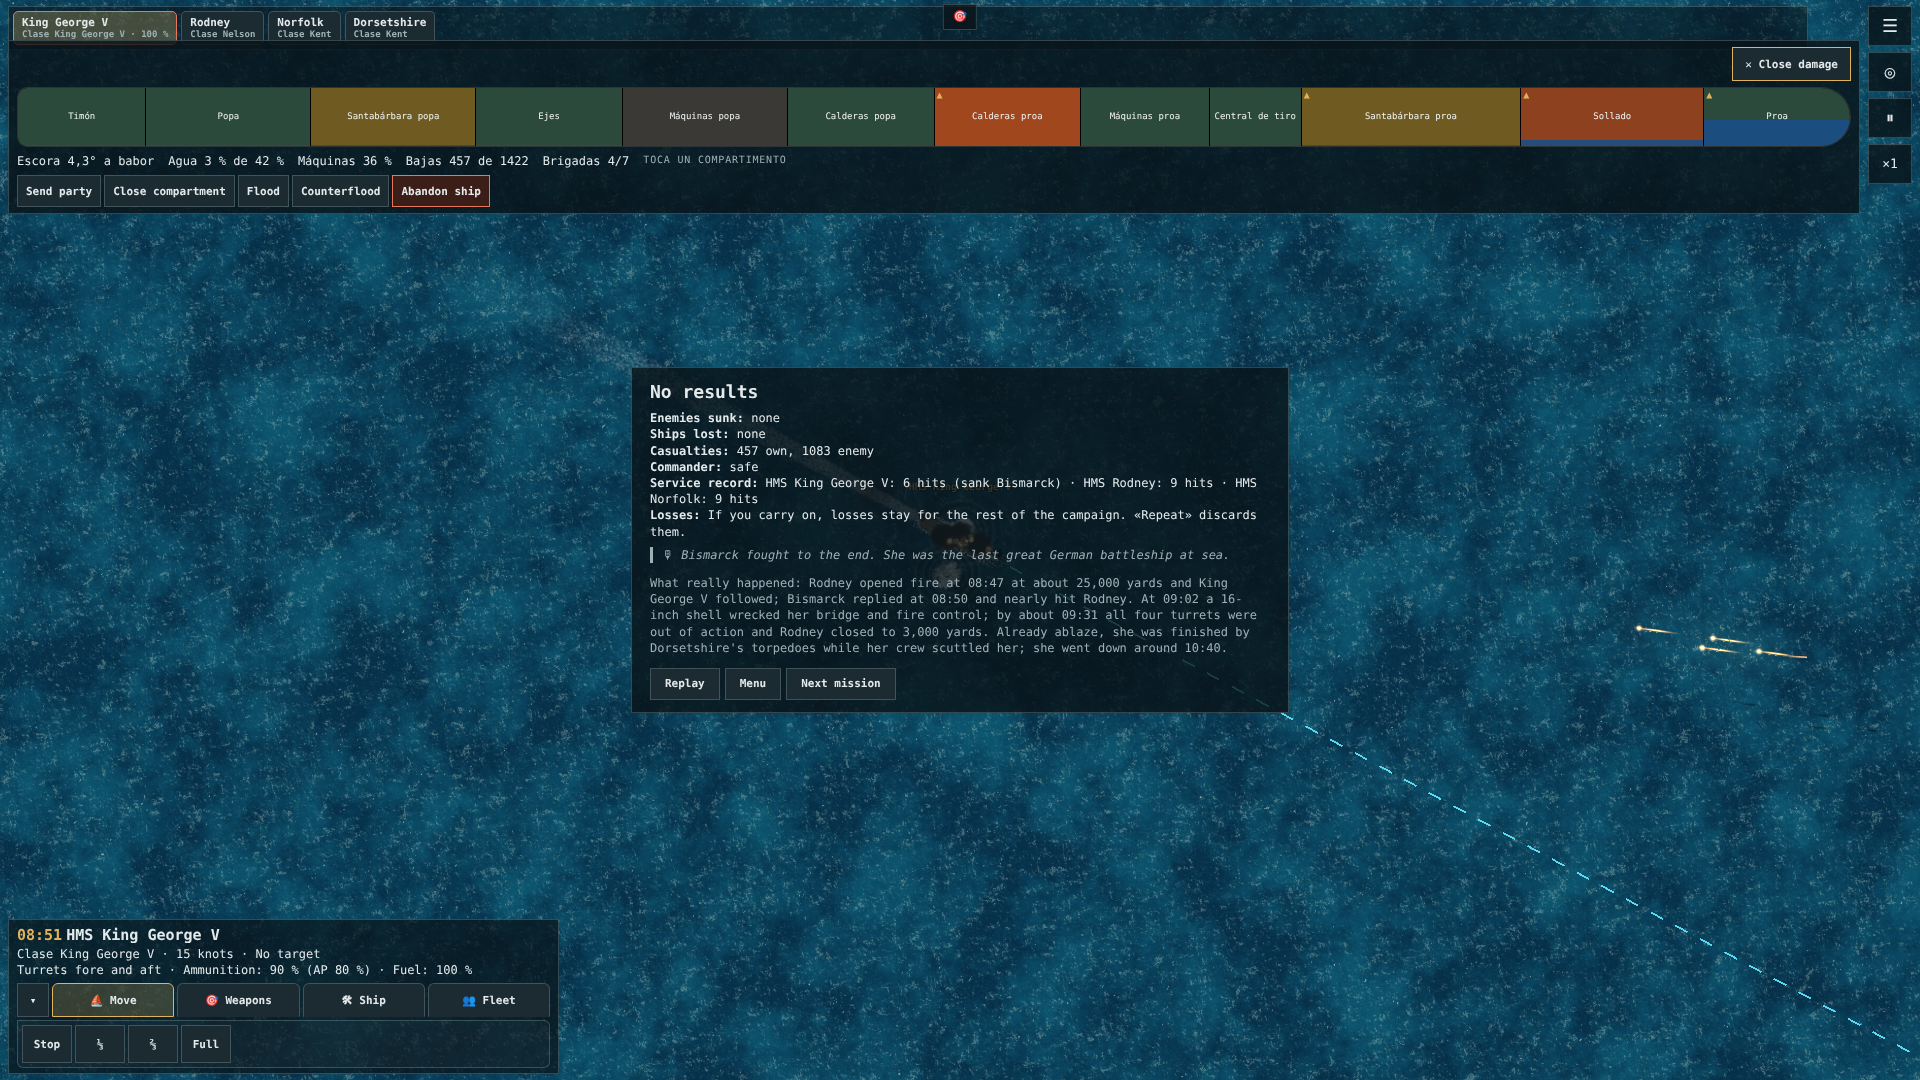 King George V
Clase King George V · 100 %
Rodney
Clase Nelson
Norfolk
Clase Kent
Dorsetshire
Clase Kent
× Close damage
Timón
Popa
Santabárbara popa
Ejes
Máquinas popa
Calderas popa
Calderas proa
Máquinas proa
Central de tiro
Santabárbara proa
Sollado
Proa
×1
Escora 4,3° a babor Agua 3 % de 42 % Máquinas 36 % Bajas 457 de 1422 Brigadas 4/7 TOCA UN COMPARTIMENTO
Send party
Close compartment
Flood
Counterflood
Abandon ship
No results
Enemies sunk: none
Ships lost: none
Casualties: 457 own, 1083 enemy
Commander: safe
Service record: HMS King George V: 6 hits (sank Bismarck) · HMS Rodney: 9 hits · HMS
Norfolk: 9 hits
Losses: If you carry on, losses stay for the rest of the campaign. «Repeat» discards
them.
Bismarck fought to the end. She was the last great German battleship at sea.
What really happened: Rodney opened fire at 08:47 at about 25,000 yards and King
George V followed; Bismarck replied at 08:50 and nearly hit Rodney. At 09:02 a 16-
inch shell wrecked her bridge and fire control; by about 09:31 all four turrets were
out of action and Rodney closed to 3,000 yards. Already ablaze, she was finished by
Dorsetshire's torpedoes while her crew scuttled her; she went down around 10:40.
Replay
Menu
Next mission
08:51 HMS King George V
Clase King George V · 15 knots · No target
Turrets fore and aft · Ammunition: 90 % (AP 80 %) · Fuel: 100 %
Move
Weapons
Ship
Fleet
Stop
⅓
⅔
Full